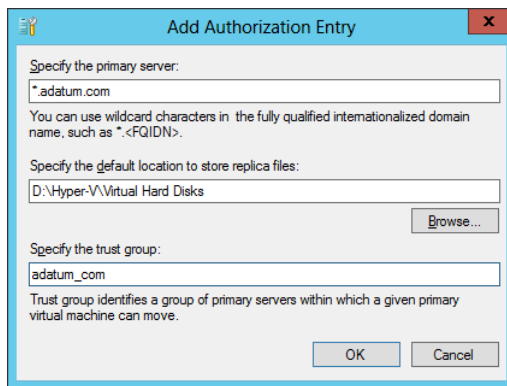 Add Authorization Entry
x
Specify the primary server:
*.adatum.com
You can use wildcard characters in the fully qualified internationalized domain
name, such as *.<FQIDN>.
Specify the default location to store replica files:
D:\Hyper-V\Virtual Hard Disks
Browse...
Specify the trust group:
adatum_com
Trust group identifies a group of primary servers within which a given primary
virtual machine can move.
OK Cancel